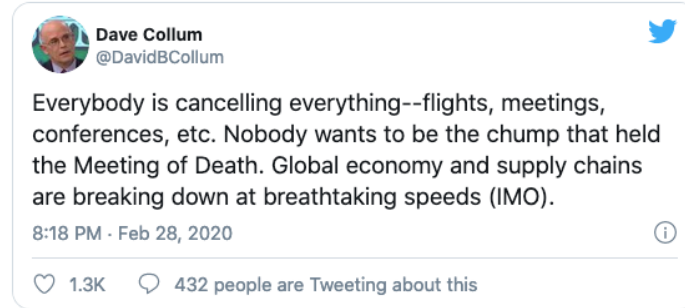 Dave Collum
@DavidBCollum
Everybody is cancelling everything--flights, meetings,
conferences, etc. Nobody wants to be the chump that held
the Meeting of Death. Global economy and supply chains
are breaking down at breathtaking speeds (IMO).
8:18 PM · Feb 28, 2020
1.3K 432 people are Tweeting about this